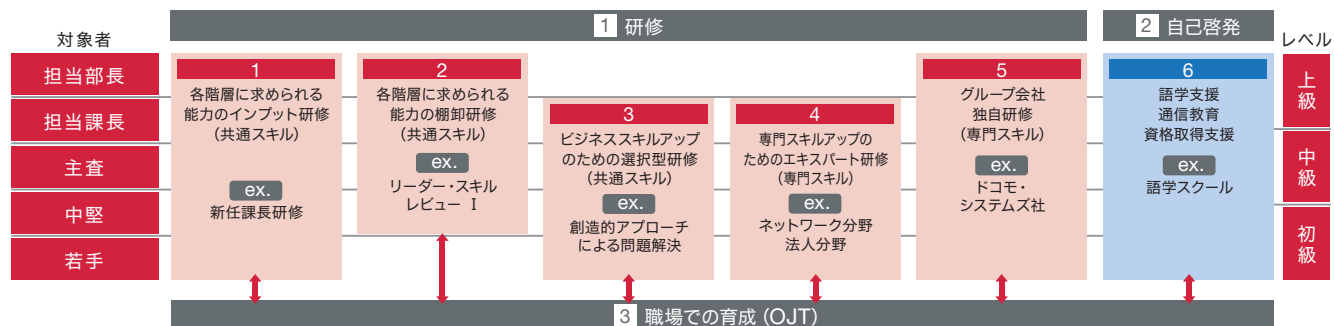 1 研修
2 自己啓発
対象者
レベル
担当部長
担当課長
主査
中堅
若手
1
各階層に求められる
能力のインプット研修
(共通スキル)
ex.
新任課長研修
2
各階層に求められる
能力の棚卸研修
(共通スキル)
ex.
リーダー・スキル
レビュー Ⅰ
3
ビジネススキルアップ
のための選択型研修
(共通スキル)
ex.
創造的アプローチ
による問題解決
4
専門スキルアップの
ためのエキスパート研修
(専門スキル)
ex.
ネットワーク分野
法人分野
5
グループ会社
独自研修
(専門スキル)
ex.
ドコモ・
システムズ社
6
語学支援
通信教育
資格取得支援
ex.
語学スクール
上級
中級
初級
3 職場での育成(OJT)